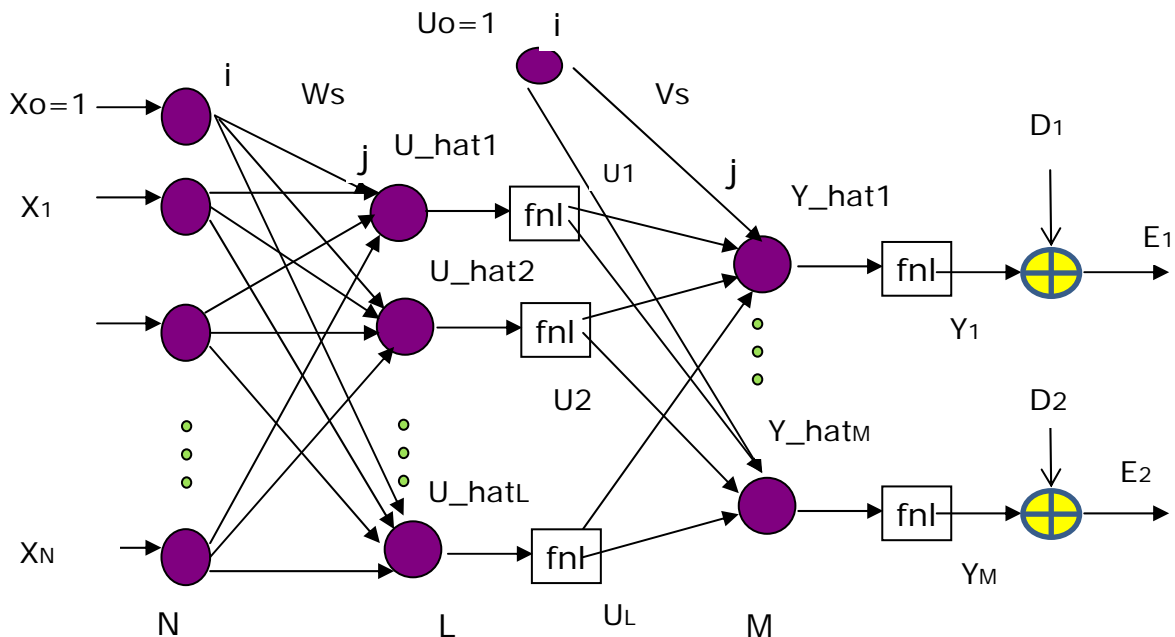 Uo=1
i
i
Ws
Vs
Xo=1
D1
U_hat1
j
U1
j
Y_hat1
X1
fnl
E1
fnl
U_hat2
Y1
fnl
U2
D2
Y_hatM
U_hatL
E2
fnl
XN
fnl
YM
UL
N
L
M